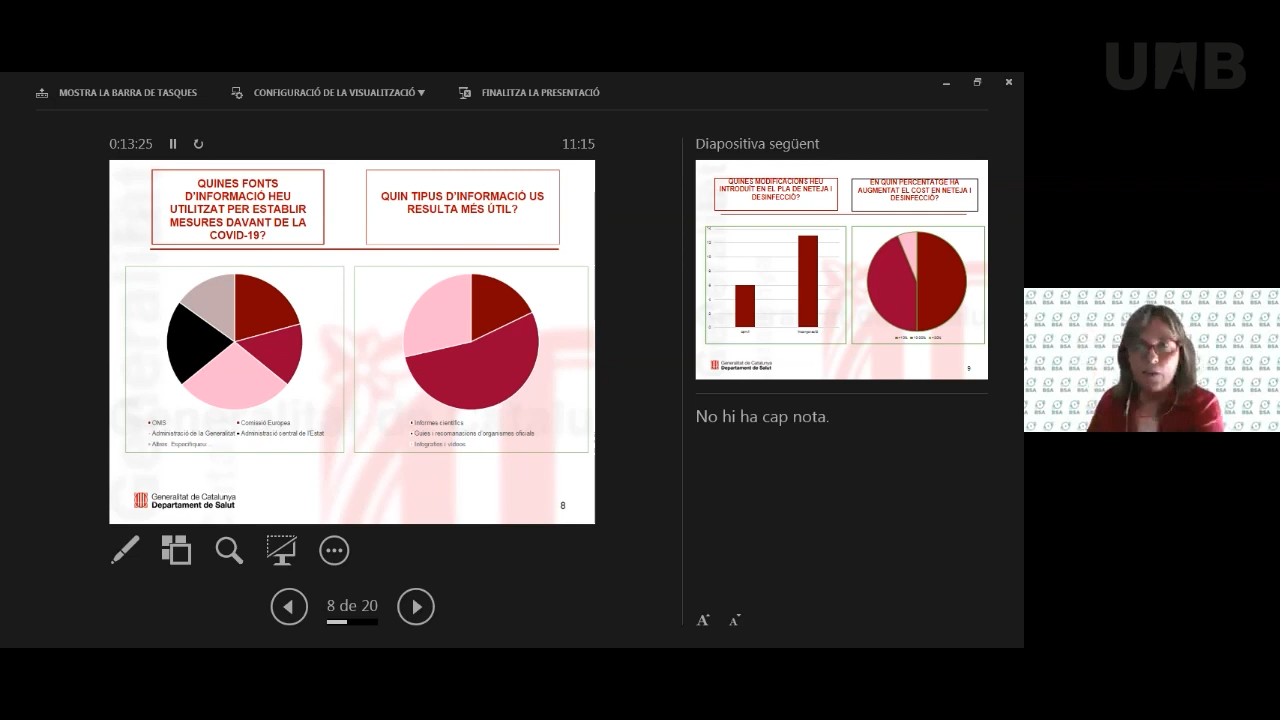 UAB
MOSTRA LA BARRA DE TASQUES
CONFIGURACIÓ DE LA VISUALITZACIÓ
FINALITZA LA PRESENTACIÓ
0:13:25
11:15
QUINES FONTS
D'INFORMACIÓ HEU
UTILITZAT PER ESTABLIR
MESURES DAVANT DE LA
COVID-19?
QUIN TIPUS D'INFORMACIÓ US
RESULTA MÉS ÚTIL?
OMS
Comissió Europea
Administració de la Generalitat
Administració central de l'Estat
Altres. Especifiqueu:
Informes científics
Guies i recomanacions d'organismes oficials
Infografies i vídeos
Generalitat de Catalunya
Departament de Salut
8
8 de 20
Diapositiva següent
QUINES MODIFICACIONS HEU
INTRODUÏT EN EL PLA DE NETEJA I
DESINFECCIÓ?
EN QUIN PERCENTATGE HA
AUGMENTAT EL COST EN NETEJA I
DESINFECCIÓ?
Generalitat de Catalunya
Departament de Salut
9
No hi ha cap nota.
A
A
BSA